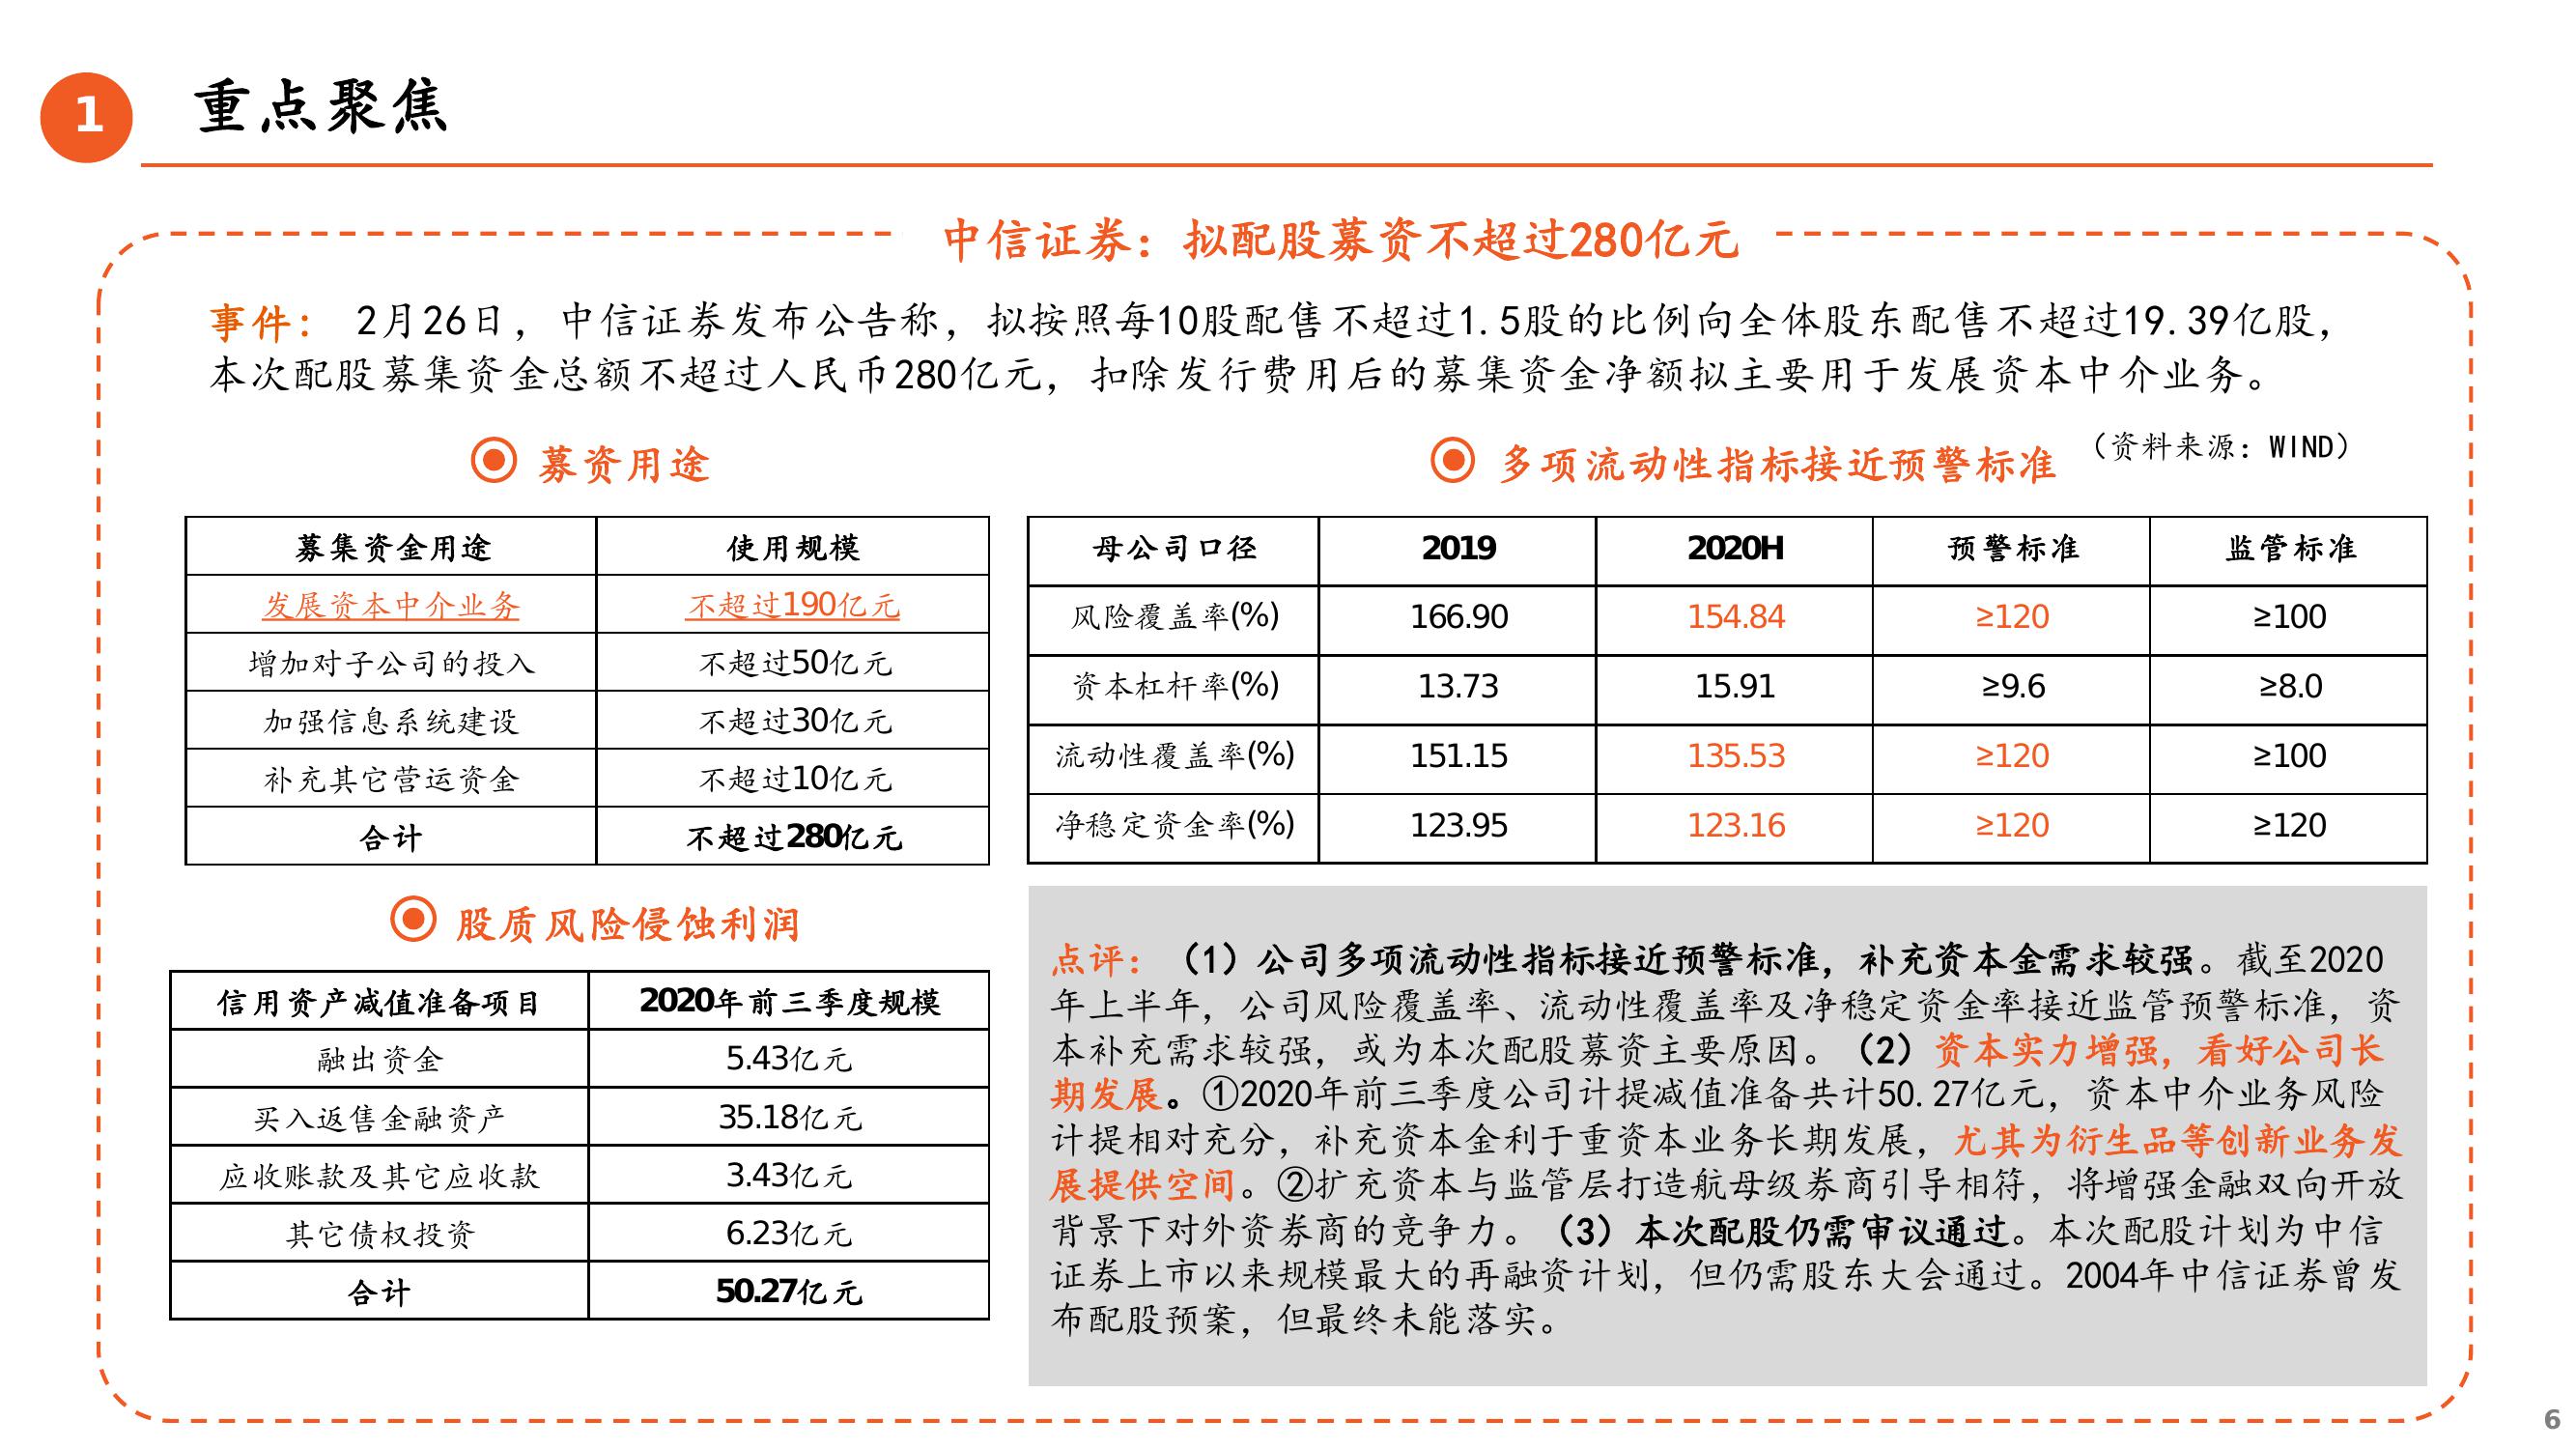 1
重点聚焦
中信证券：拟配股募资不超过280亿元
事件： 2月26日，中信证券发布公告称，拟按照每10股配售不超过1.5股的比例向全体股东配售不超过19.39亿股，
本次配股募集资金总额不超过人民币280亿元，扣除发行费用后的募集资金净额拟主要用于发展资本中介业务。
募资用途
募集资金用途 使用规模
发展资本中介业务 不超过190亿元
增加对子公司的投入 不超过50亿元
加强信息系统建设 不超过30亿元
补充其它营运资金 不超过10亿元
合计 不超过280亿元
多项流动性指标接近预警标准 （资料来源：WIND）
母公司口径 2019 2020H 预警标准 监管标准
风险覆盖率(%) 166.90 154.84 ≥120 ≥100
资本杠杆率(%) 13.73 15.91 ≥9.6 ≥8.0
流动性覆盖率(%) 151.15 135.53 ≥120 ≥100
净稳定资金率(%) 123.95 123.16 ≥120 ≥120
股质风险侵蚀利润
信用资产减值准备项目 2020年前三季度规模
融出资金 5.43亿元
买入返售金融资产 35.18亿元
应收账款及其它应收款 3.43亿元
其它债权投资 6.23亿元
合计 50.27亿元
点评：（1）公司多项流动性指标接近预警标准，补充资本金需求较强。截至2020
年上半年，公司风险覆盖率、流动性覆盖率及净稳定资金率接近监管预警标准，资
本补充需求较强，或为本次配股募资主要原因。（2）资本实力增强，看好公司长
期发展。①2020年前三季度公司计提减值准备共计50.27亿元，资本中介业务风险
计提相对充分，补充资本金利于重资本业务长期发展，尤其为衍生品等创新业务发
展提供空间。②扩充资本与监管层打造航母级券商引导相符，将增强金融双向开放
背景下对外资券商的竞争力。（3）本次配股仍需审议通过。本次配股计划为中信
证券上市以来规模最大的再融资计划，但仍需股东大会通过。2004年中信证券曾发
布配股预案，但最终未能落实。
6